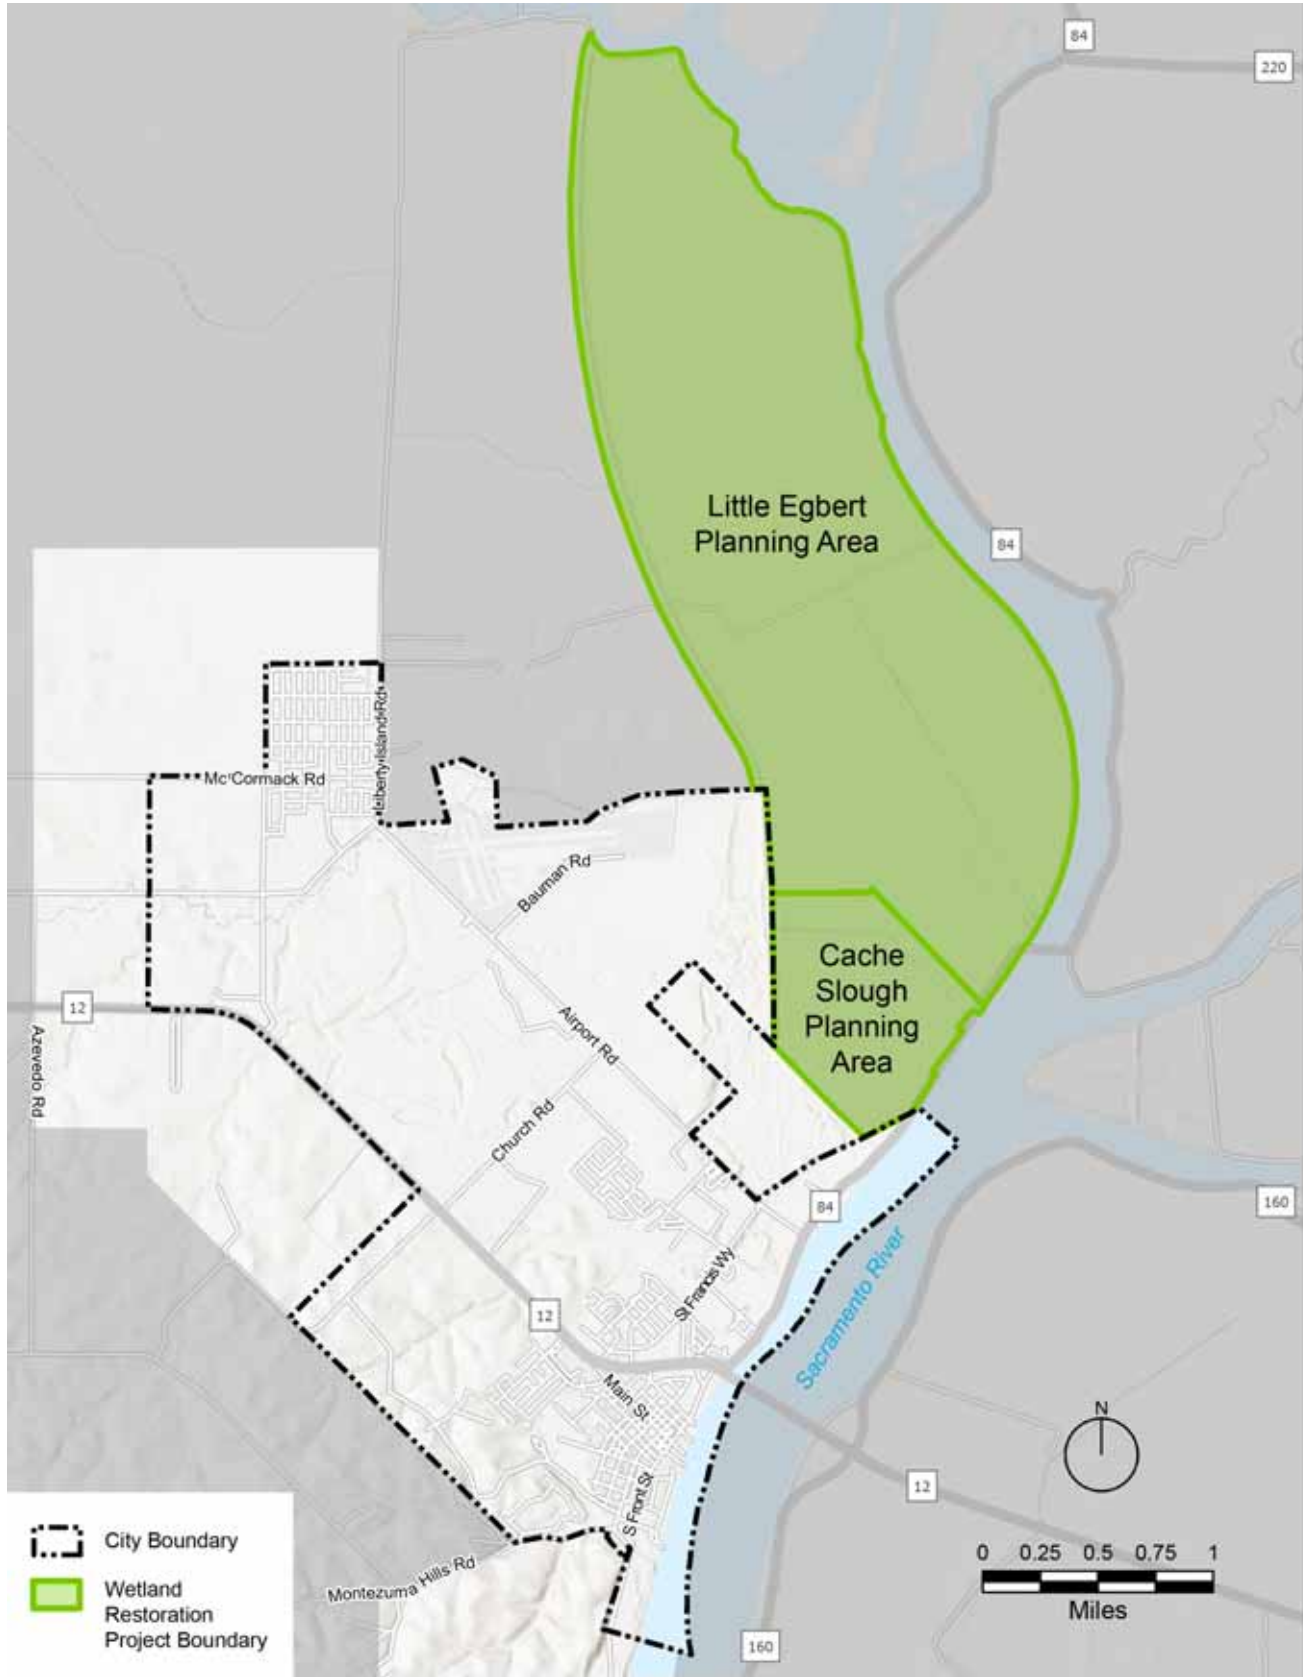 84
220
Little Egbert
Planning Area
84
Liberty Island Rd
McCormack Rd
Bauman Rd
Cache
Slough
Planning
Area
12
Azevedo Rd
Airport Rd
Church Rd
84
160
St Francis Wy
Sacramento River
12
Main St
N
12
S Front St
City Boundary
0 0.25 0.5 0.75 1
Miles
Montezuma Hills Rd
Wetland
Restoration
Project Boundary
160